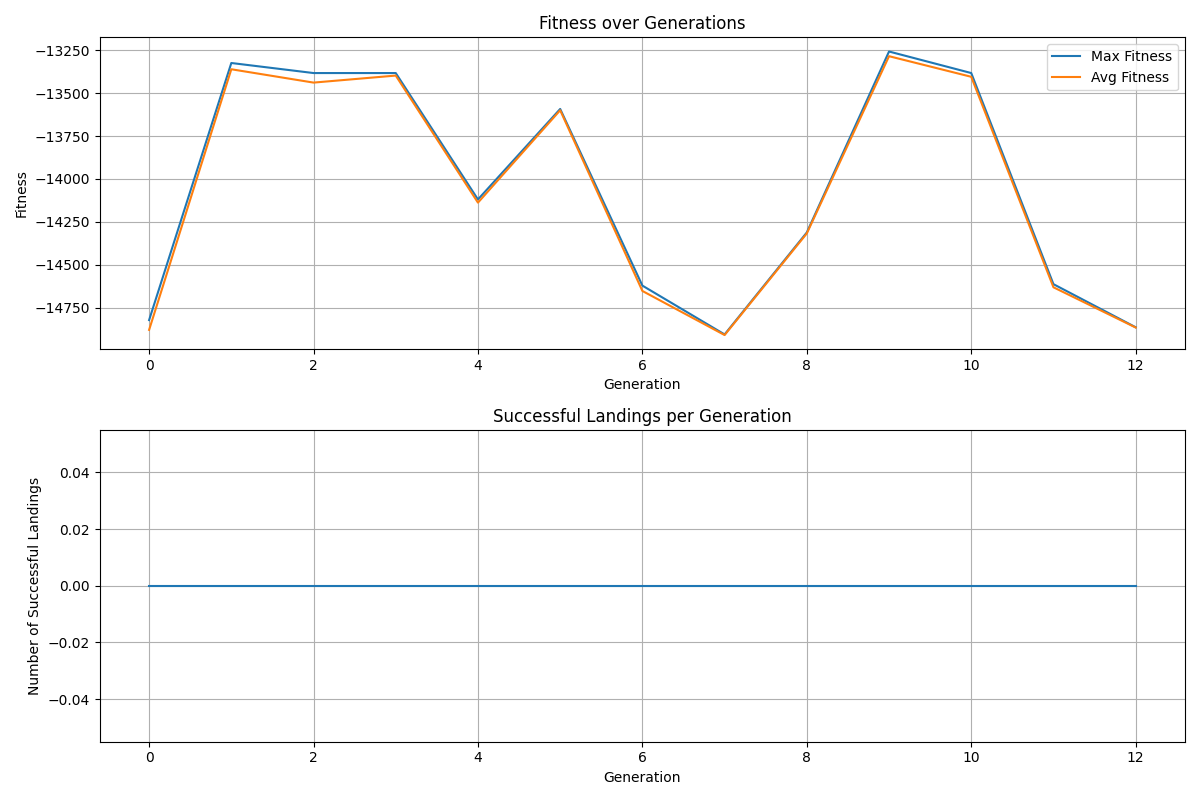 Fitness over Generations
−13250
−13500
−13750
−14000
−14250
−14500
−14750
Fitness
Max Fitness
Avg Fitness
0 2 4 6 8 10 12
Generation
Successful Landings per Generation
0.04
0.02
0.00
−0.02
−0.04
Number of Successful Landings
0 2 4 6 8 10 12
Generation